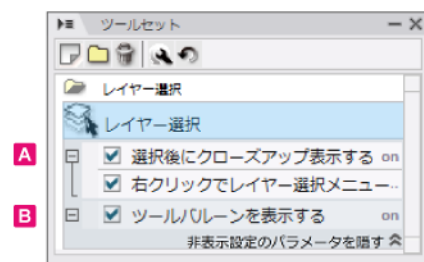 ツールセット
レイヤー選択
レイヤー選択
A 選択後にクローズアップ表示する on
右クリックでレイヤー選択メニュー..
B ツールバルーンを表示する on
非表示設定のパラメータを隠す